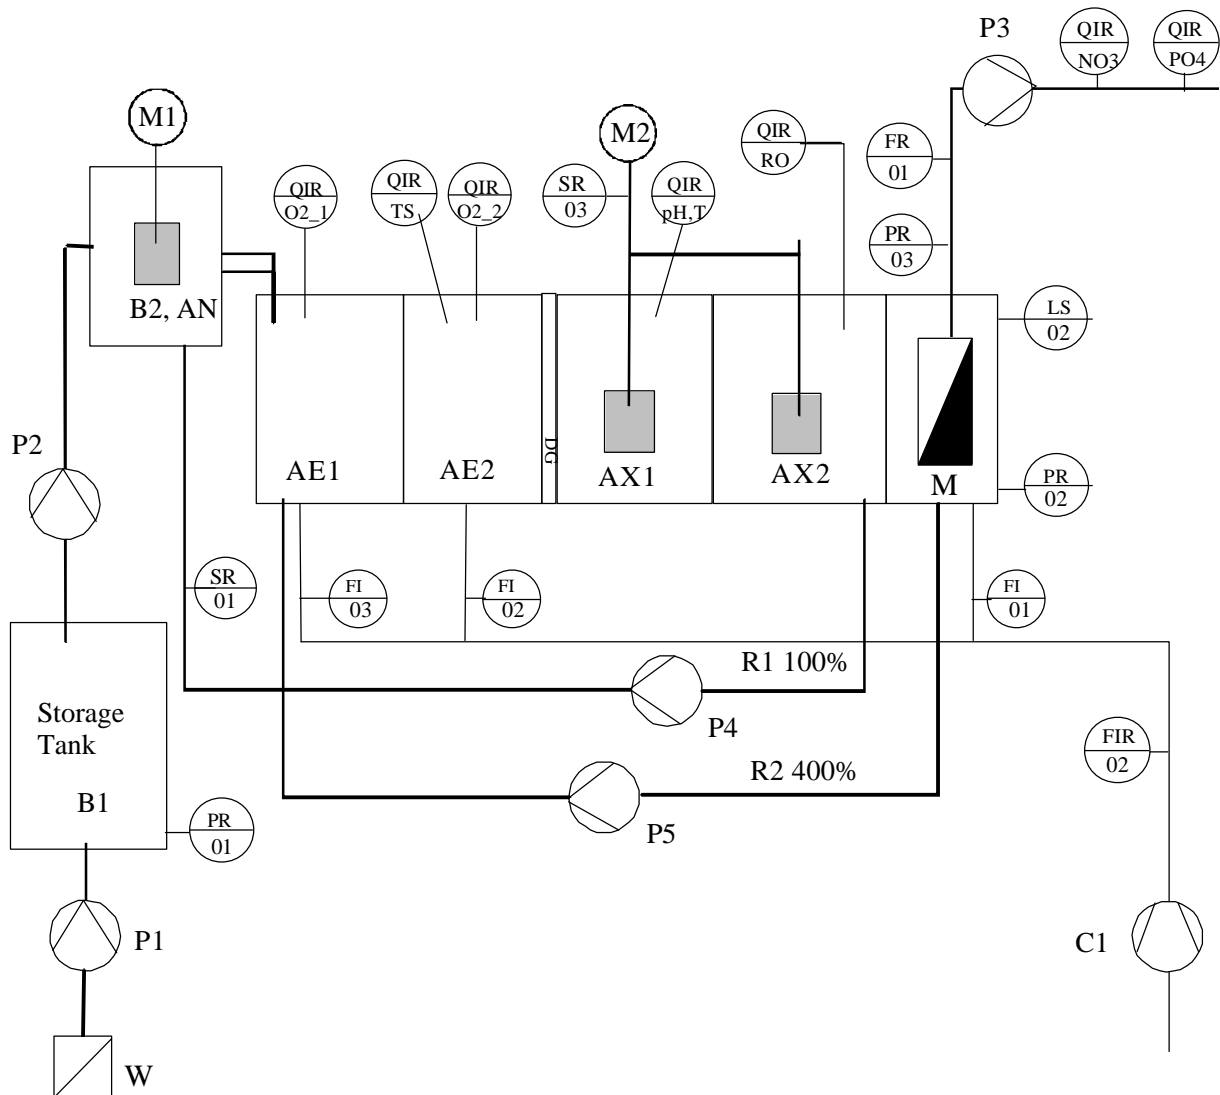 P3
QIR
NO3
QIR
PO4
M1
M2
QIR
RO
FR
01
QIR
O2_1
QIR
TS
QIR
O2_2
SR
03
QIR
pH,T
PR
03
B2, AN
LS
02
P2
DG
AE1
AE2
AX1
AX2
M
PR
02
SR
01
FI
03
FI
02
FI
01
R1 100%
Storage
Tank
P4
FIR
02
R2 400%
B1
PR
01
P5
P1
C1
W